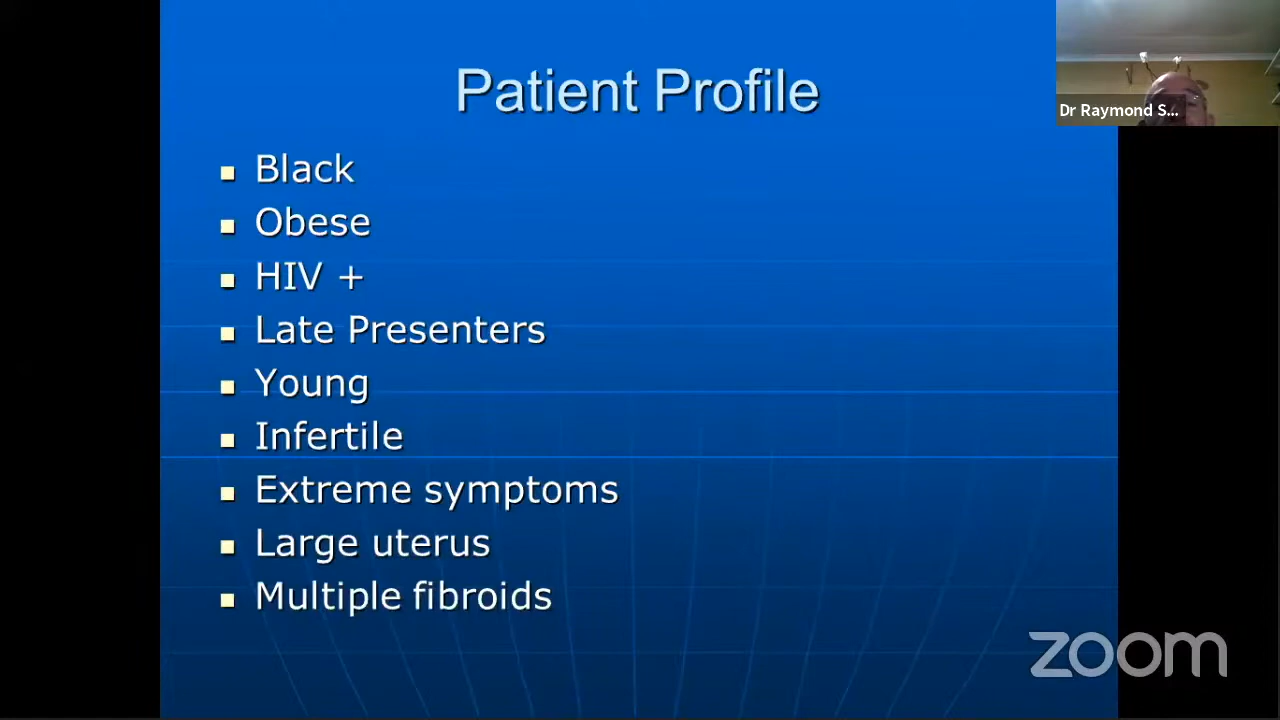 Patient Profile
Dr Raymond S...
Black
Obese
HIV +
Late Presenters
Young
Infertile
Extreme symptoms
Large uterus
Multiple fibroids
zoom